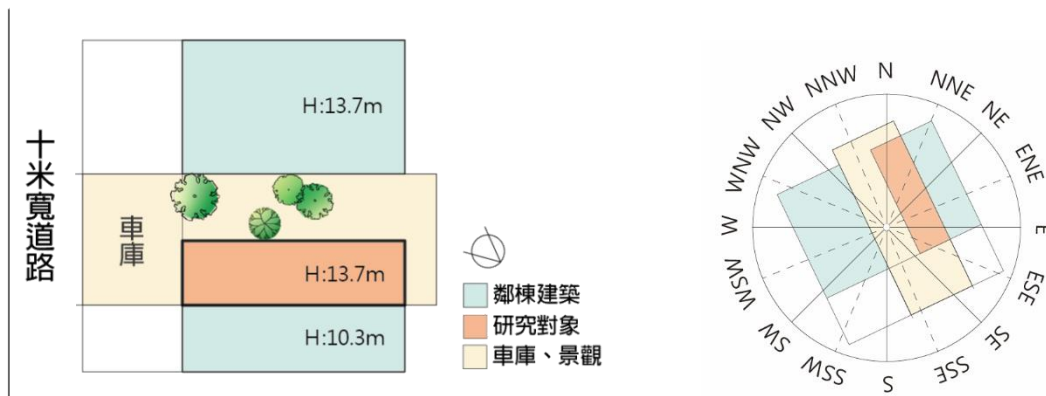 十米寬道路
車庫
H:13.7m
H:13.7m
H:10.3m
鄰棟建築
研究對象
車庫、景觀
N
NNE
NE
ENE
E
ESE
SE
SSE
S
SSW
SW
WSW
W
WNW
NW
NNW